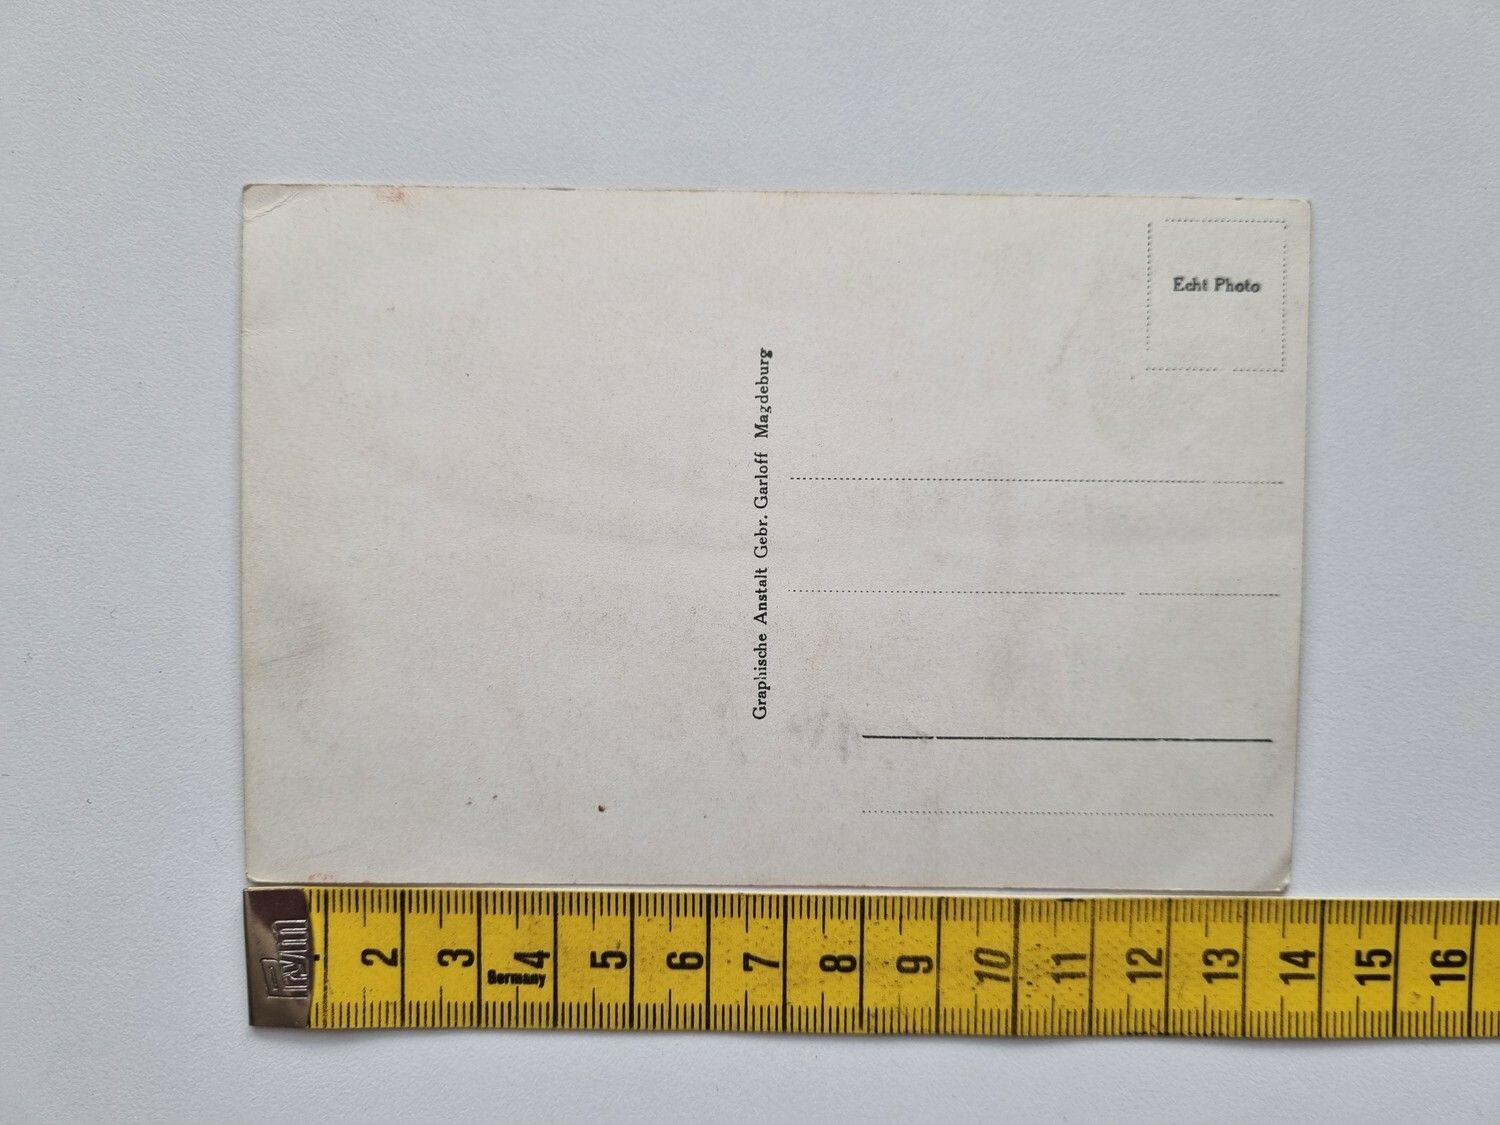 Echt Photo
Graphische Anstalt Gebr. Garloff Magdeburg
Prym
2 3 4 5 6 7 8 9 10 11 12 13 14 15 16
Germany